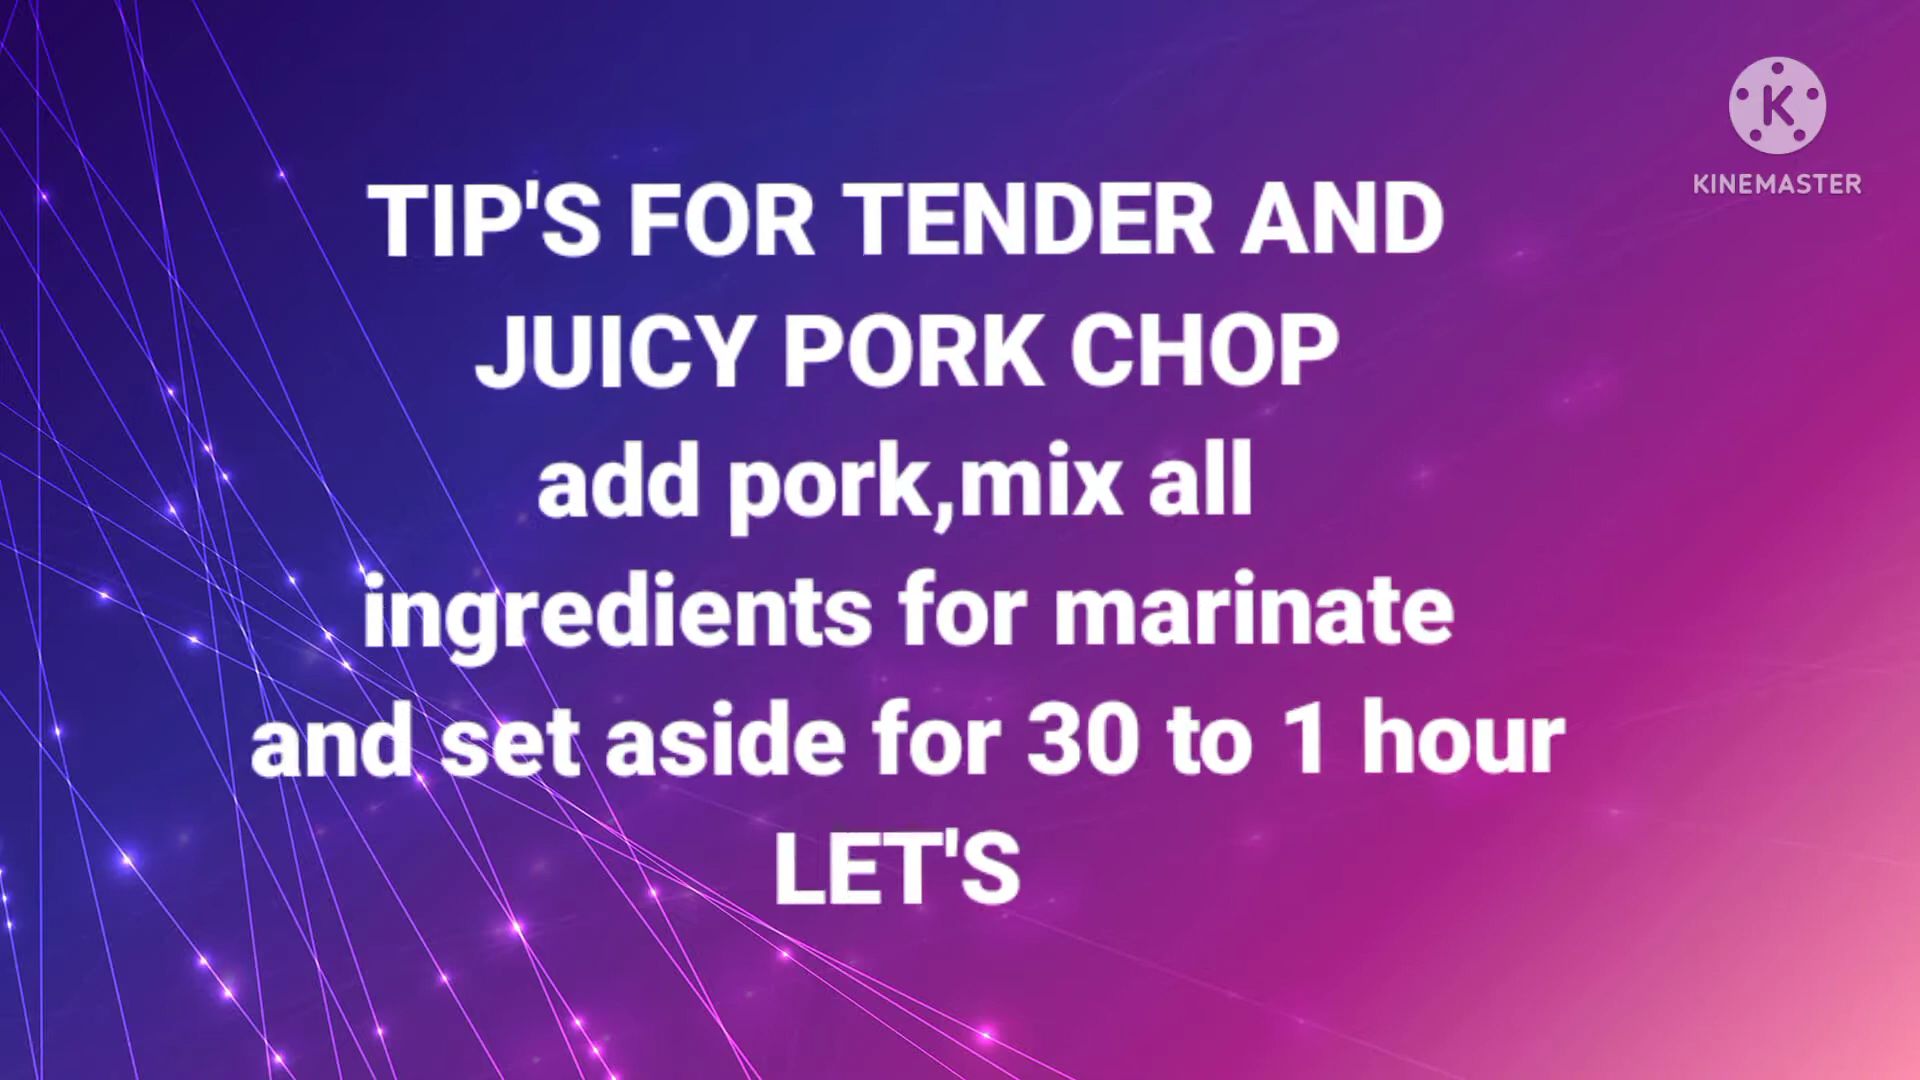 KINEMASTER
TIP'S FOR TENDER AND
JUICY PORK CHOP
add pork,mix all
ingredients for marinate
and set aside for 30 to 1 hour
LET'S